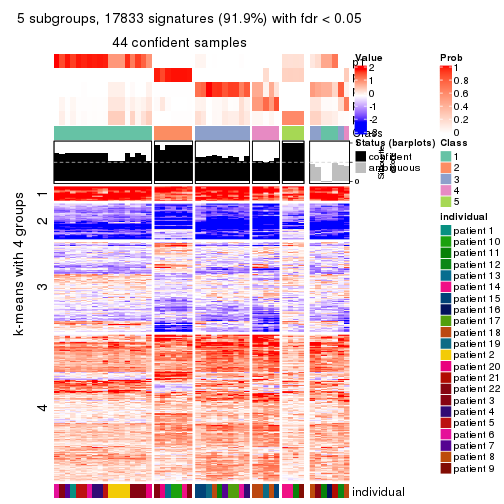 5 subgroups, 17833 signatures (91.9%) with fdr < 0.05
44 confident samples
Class
k-means with 4 groups
1
2
3
4
individual
Value
2
1
0
-1
-2
Status (barplots)
confident
ambiguous
Prob
1
0.8
0.6
0.4
0.2
0
Class
1
2
3
4
5
individual
patient 1
patient 10
patient 11
patient 12
patient 13
patient 14
patient 15
patient 16
patient 17
patient 18
patient 19
patient 2
patient 20
patient 21
patient 22
patient 3
patient 4
patient 5
patient 6
patient 7
patient 8
patient 9